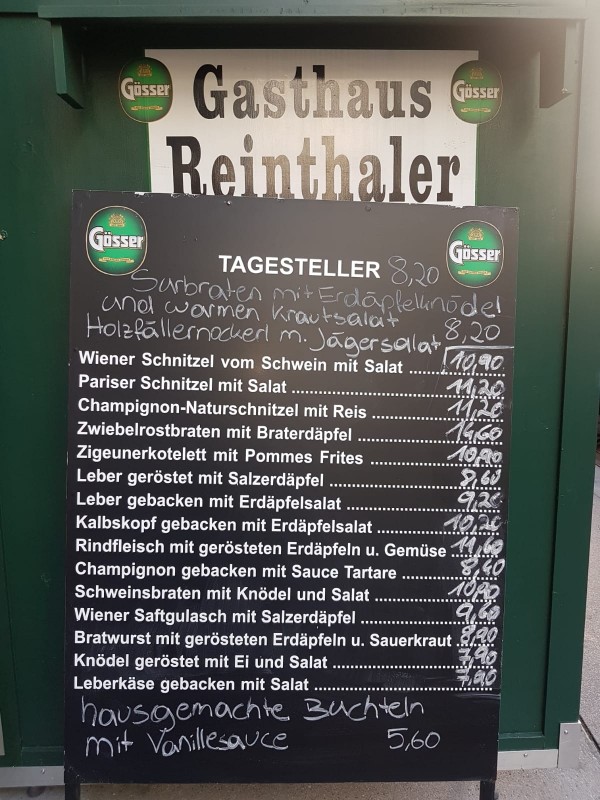 Gösser Gasthaus Gösser
Reinthaler
Gösser Gösser
TAGESTELLER 8,20
Surbraten mit Erdäpfelknödel
und warmen Krautsalat
Holzfällernockerl m. Jägersalat 8,20
Wiener Schnitzel vom Schwein mit Salat 10,90
Pariser Schnitzel mit Salat 11,20
Champignon-Naturschnitzel mit Reis 11,20
Zwiebelrostbraten mit Braterdäpfel 14,60
Zigeunerkotelett mit Pommes Frites 10,90
Leber geröstet mit Salzerdäpfel 8,60
Leber gebacken mit Erdäpfelsalat 9,20
Kalbskopf gebacken mit Erdäpfelsalat 10,20
Rindfleisch mit gerösteten Erdäpfeln u. Gemüse 11,60
Champignon gebacken mit Sauce Tartare 8,40
Schweinsbraten mit Knödel und Salat 10,90
Wiener Saftgulasch mit Salzerdäpfel 9,60
Bratwurst mit gerösteten Erdäpfeln u. Sauerkraut 8,90
Knödel geröstet mit Ei und Salat 7,90
Leberkäse gebacken mit Salat 7,90
hausgemachte Buchteln
mit Vanillesauce 5,60